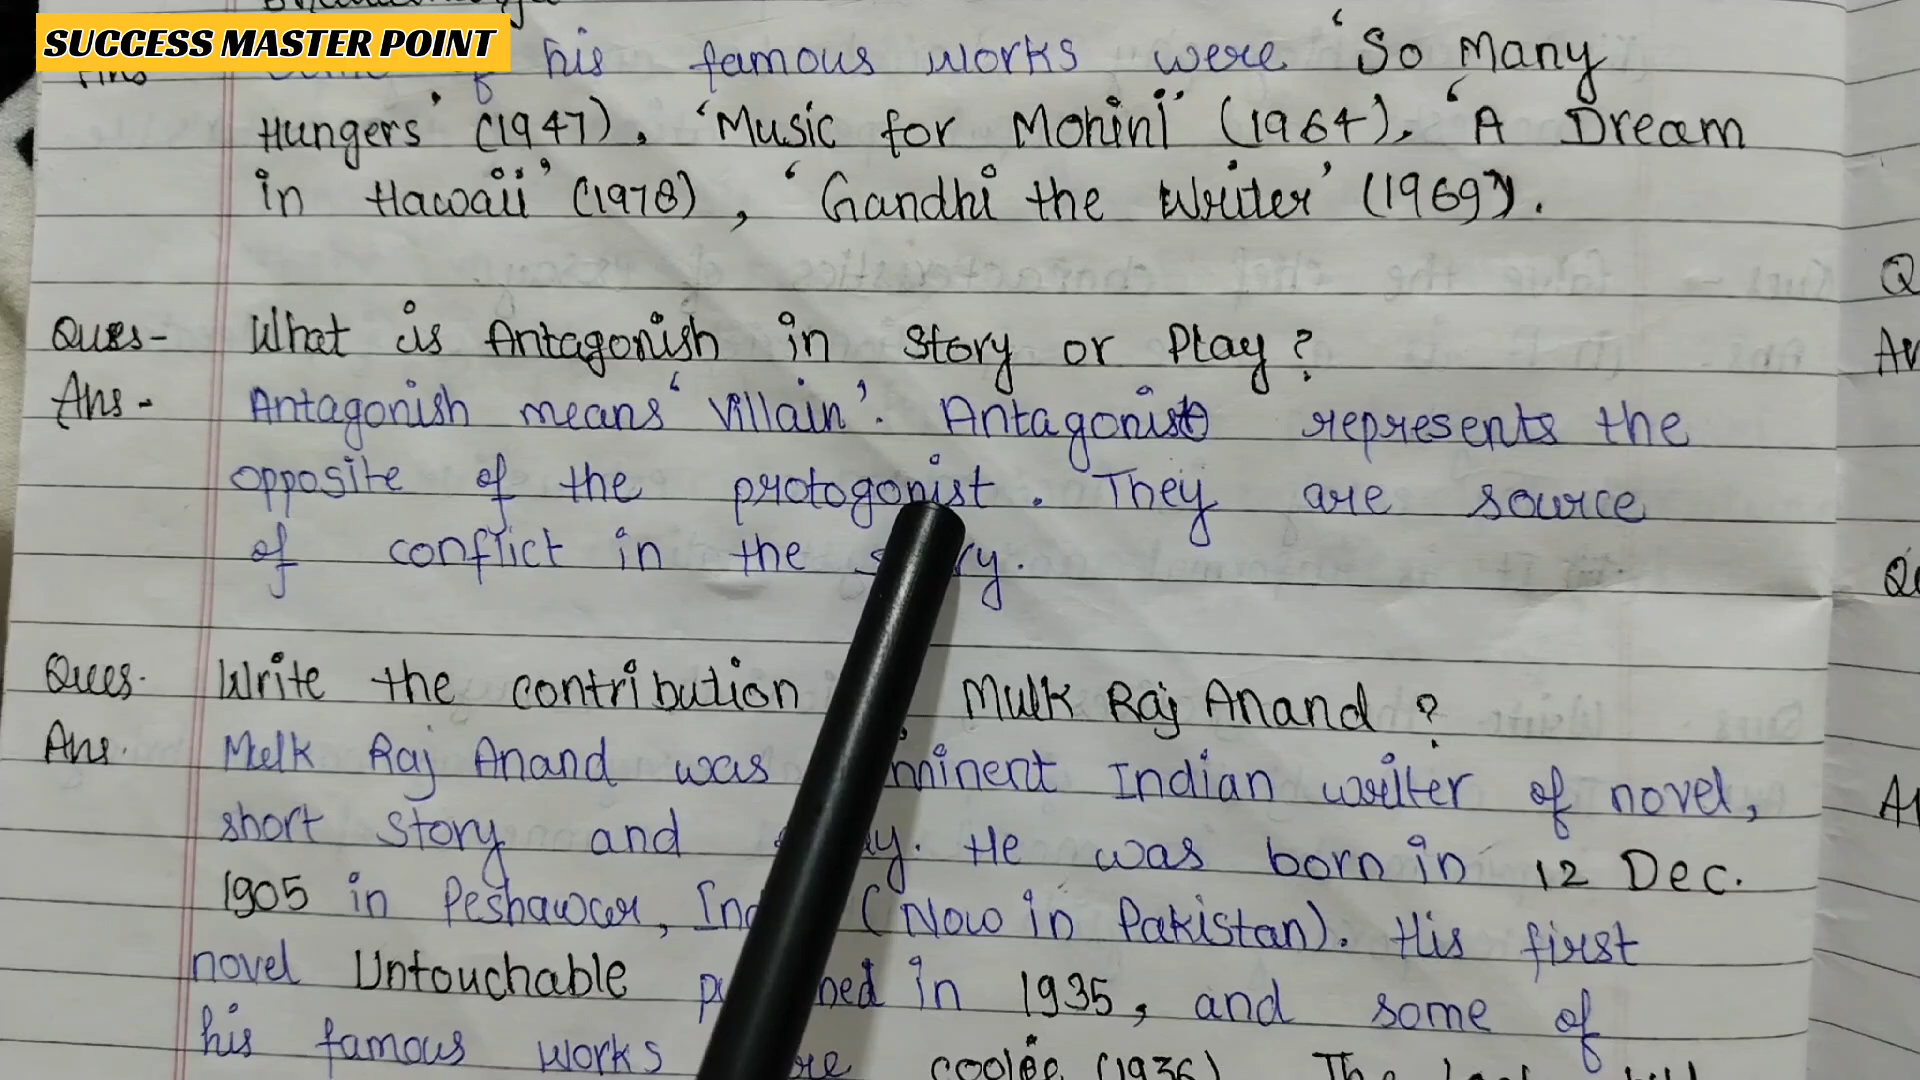 SUCCESS MASTER POINT
Ans his famous works were 'So Many
Hungers' (1947), 'Music for Mohini' (1964), 'A Dream
in Hawaii' (1978), 'Gandhi the Writer' (1969).
Ques- What is Antagonish in Story or Play?
Ans- Antagonish means 'Villain'. Antagonist represents the
opposite of the protogonist. They are source
of conflict in the
Ques. Write the contribution Mulk Raj Anand?
Ans. Mulk Raj Anand was Indian writer of novel,
short story and He was born in 12 Dec.
1905 in Peshawar, (Now in Pakistan). His first
novel Untouchable in 1935, and some of
his famous works coolie (1936)
Q
An
Q
A